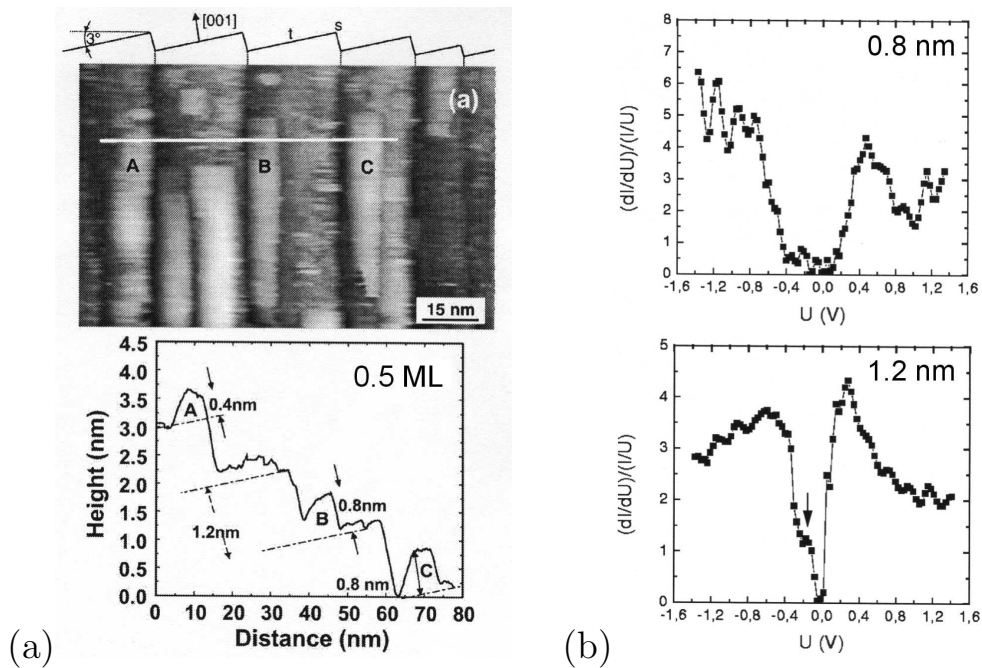 [001]
3°
t
s
(a)
A
B
C
15 nm
Height (nm)
4.5
4.0
3.5
3.0
2.5
2.0
1.5
1.0
0.5
0.0
0.5 ML
A
0.4nm
0.8nm
B
1.2nm
0.8 nm
C
0 10 20 30 40 50 60 70 80
Distance (nm)
(a)
0.8 nm
(dI/dU)/(I/U)
8
7
6
5
4
3
2
1
0
-1,6 -1,2 -0,8 -0,4 0,0 0,4 0,8 1,2 1,6
U (V)
1.2 nm
(dI/dU)/(I/U)
5
4
3
2
1
0
-1,6 -1,2 -0,8 -0,4 0,0 0,4 0,8 1,2 1,6
U (V)
(b)